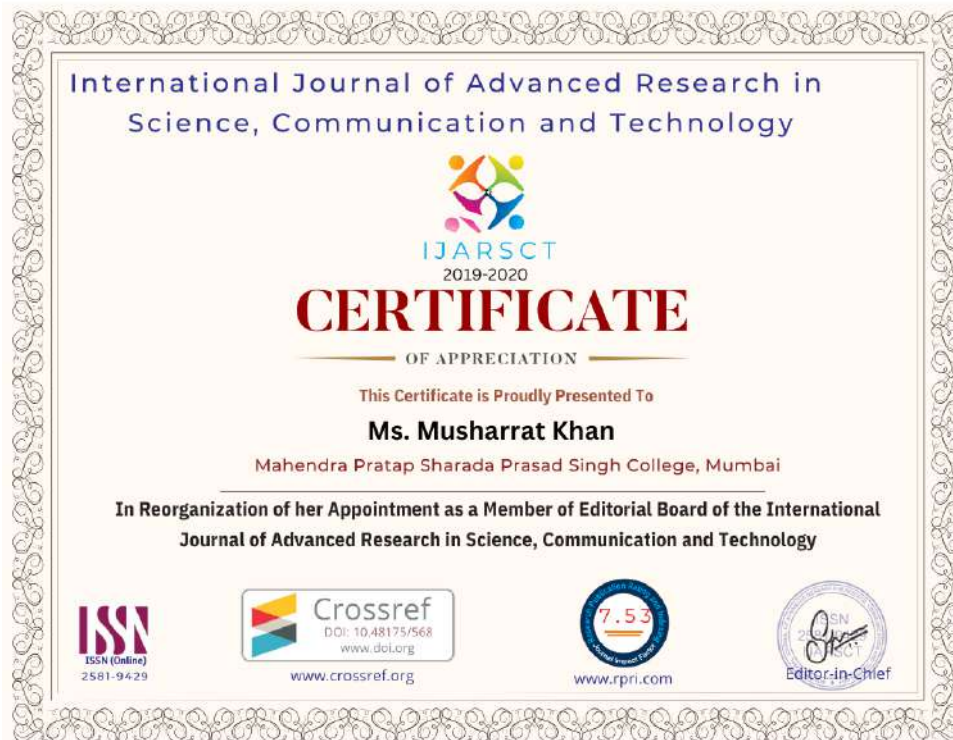 International Journal of Advanced Research in
Science, Communication and Technology
IJARSCT
2019-2020
CERTIFICATE
OF APPRECIATION
This Certificate is Proudly Presented To
Ms. Musharrat Khan
Mahendra Pratap Sharada Prasad Singh College, Mumbai
In Reorganization of her Appointment as a Member of Editorial Board of the International
Journal of Advanced Research in Science, Communication and Technology
ISSN
ISSN (Online)
2581-9429
Crossref
DOI: 10.48175/568
www.doi.org
www.crossref.org
7.53
Journal Impact Factor
www.rpri.com
ISSN
Editor-in-Chief